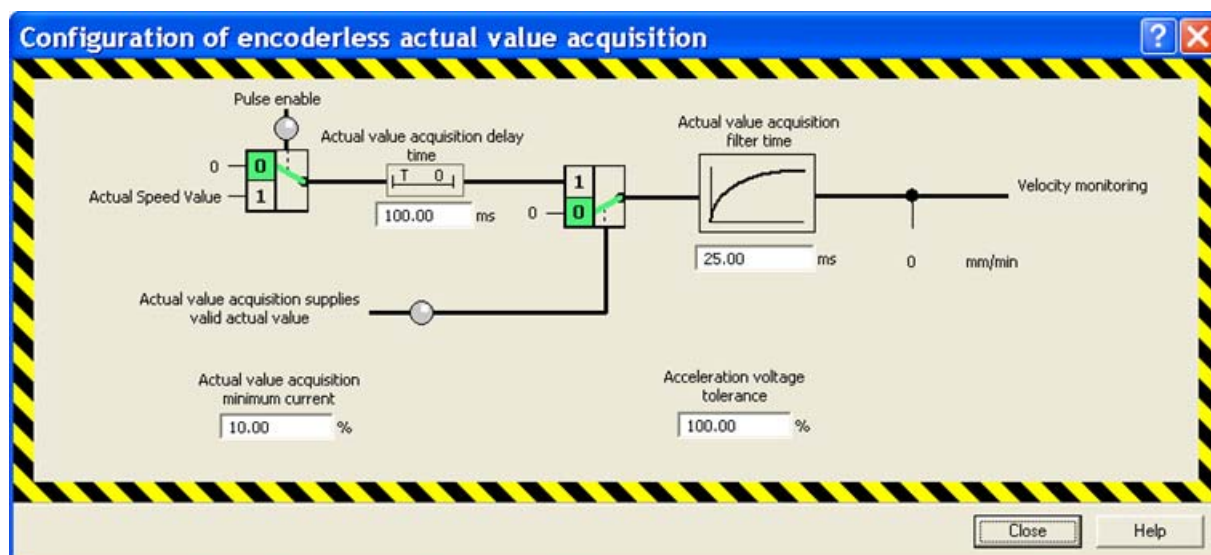 Configuration of encoderless actual value acquisition
? X
Pulse enable
0
0
Actual Speed Value
1
Actual value acquisition delay
time
T 0
100.00 ms
1
0
0
Actual value acquisition
filter time
25.00 ms
Velocity monitoring
0 mm/min
Actual value acquisition supplies
valid actual value
Actual value acquisition
minimum current
10.00 %
Acceleration voltage
tolerance
100.00 %
Close
Help